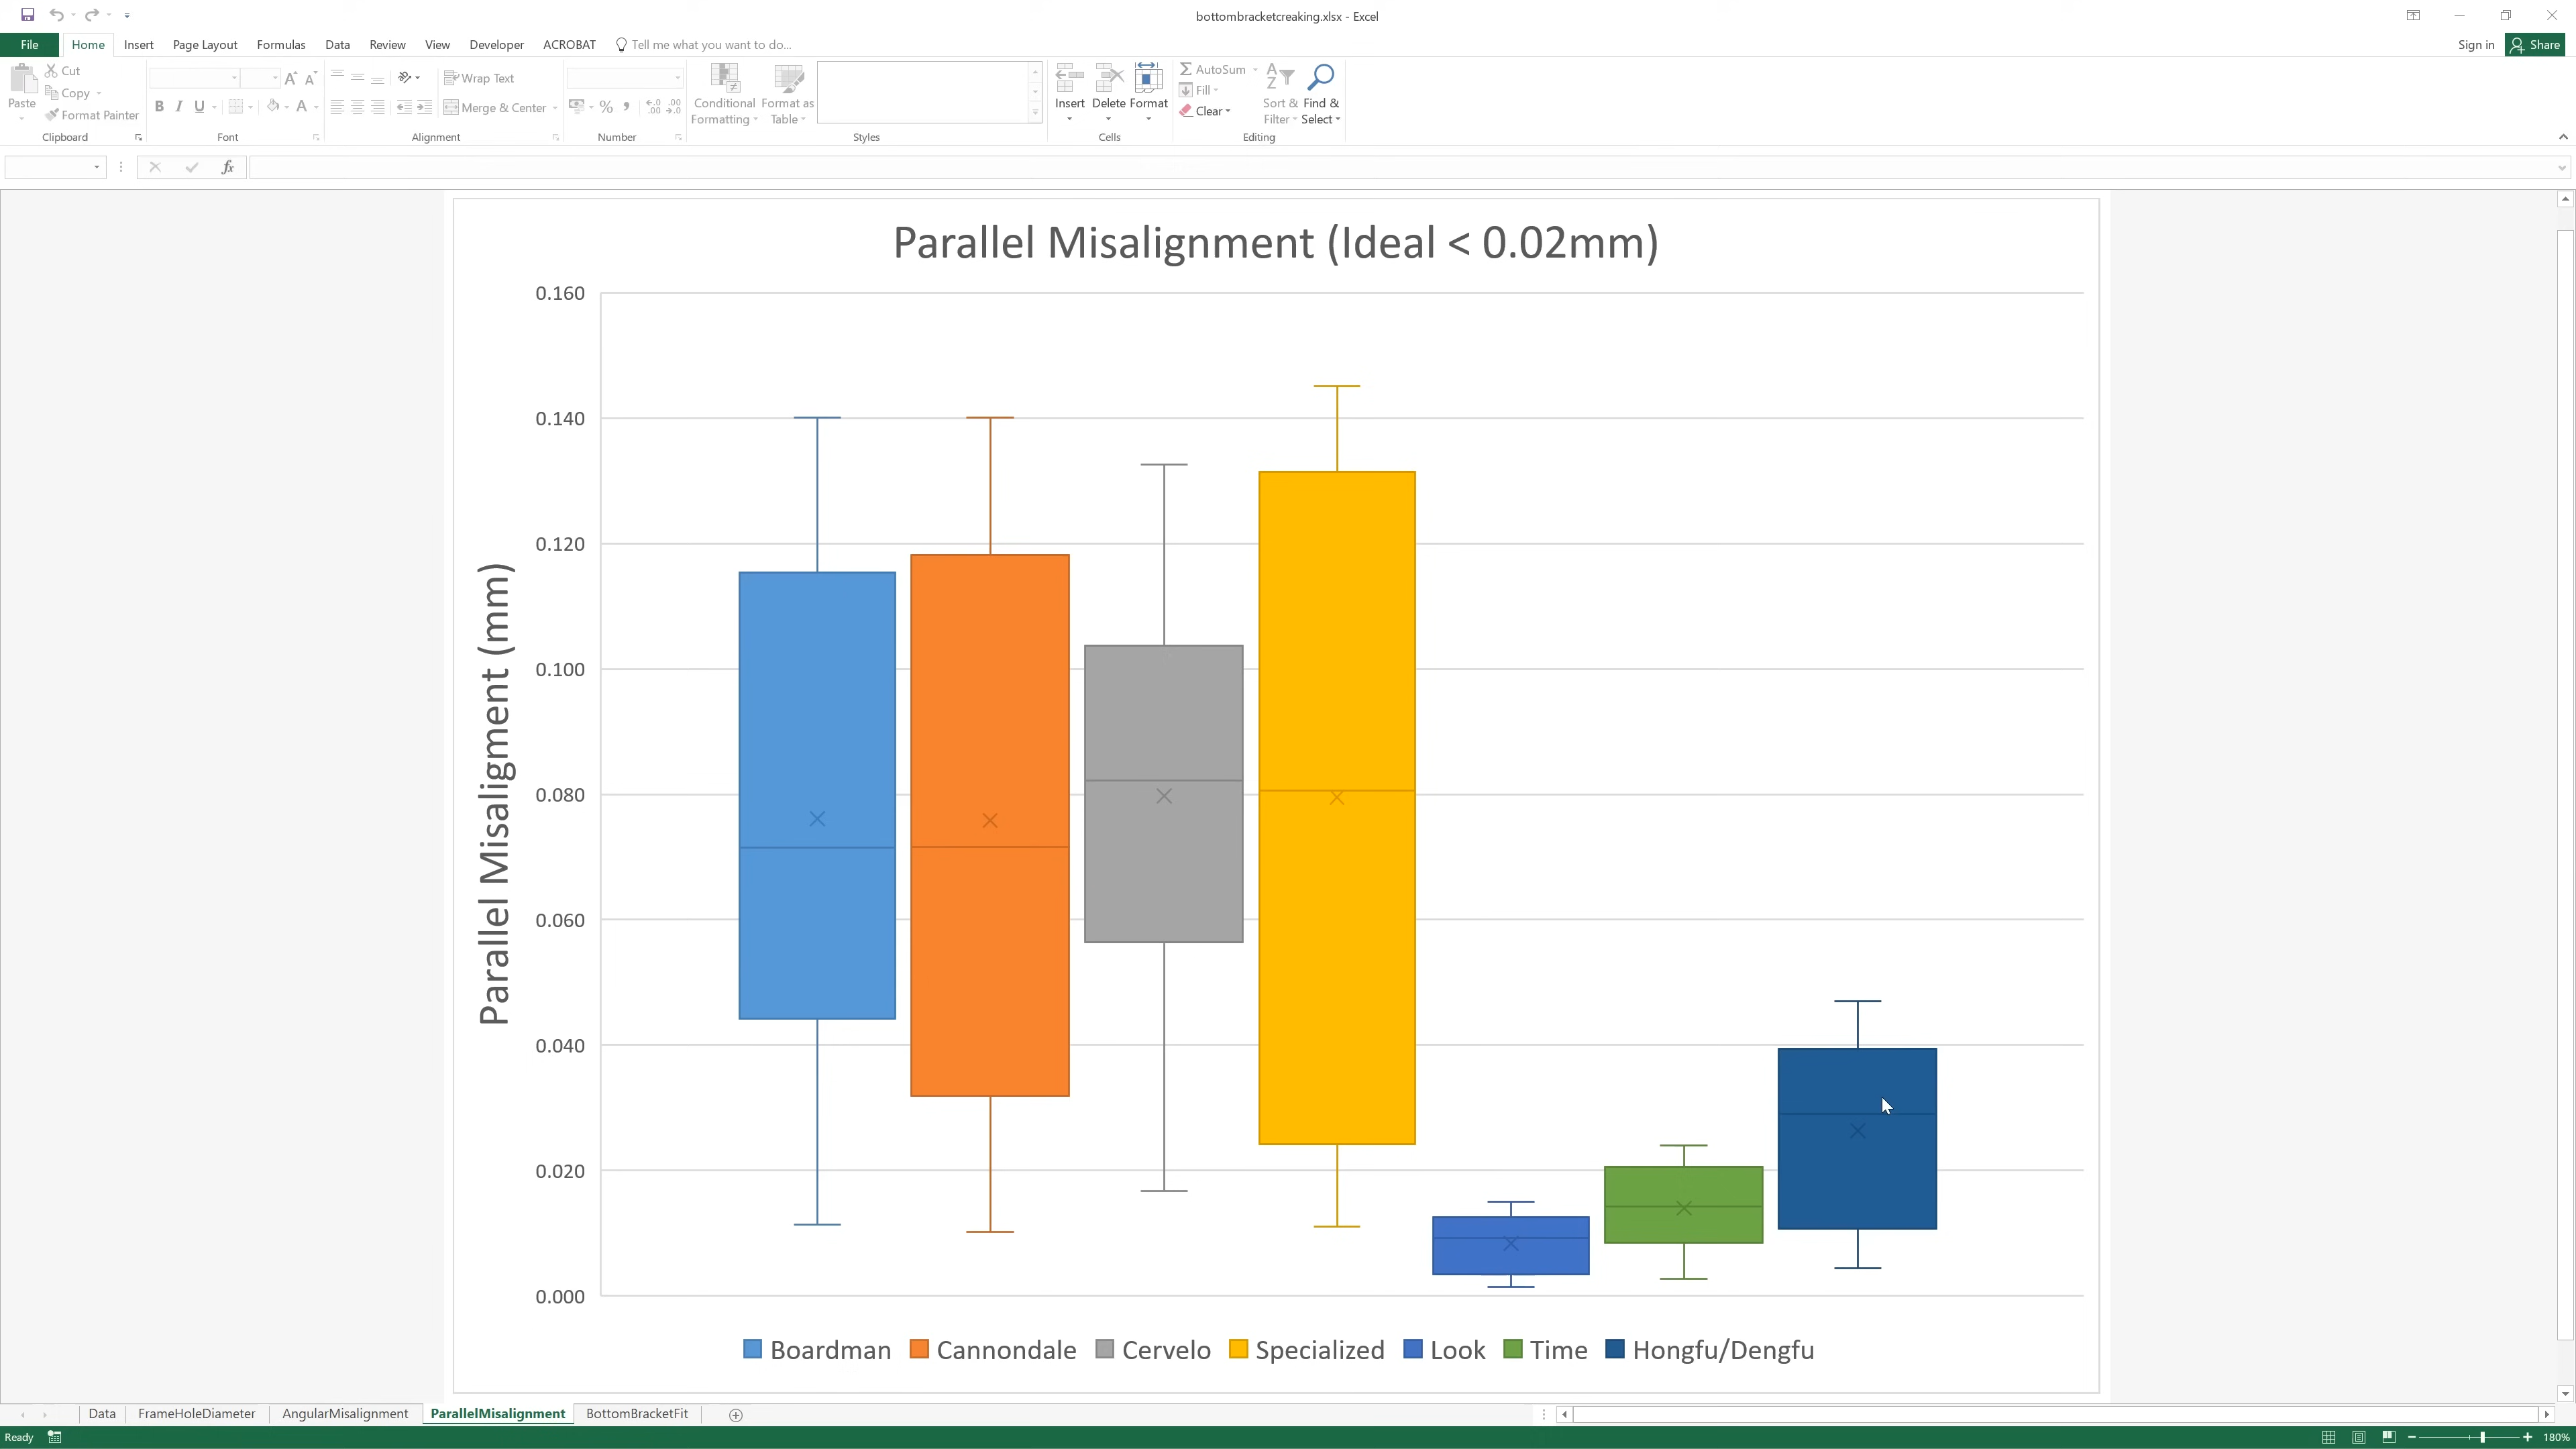 bottombracketcreaking.xlsx - Excel
File Home Insert Page Layout Formulas Data Review View Developer ACROBAT Tell me what you want to do... Sign in Share
Paste
Cut
Copy
Format Painter
Clipboard
B I U
Font
Wrap Text
Merge & Center
Alignment
%
Number
Conditional Formatting
Format as Table
Styles
Insert Delete Format
Cells
AutoSum
Fill
Clear
Sort & Filter
Find & Select
Editing
fx
Parallel Misalignment (Ideal < 0.02mm)
Parallel Misaligment (mm)
0.160
0.140
0.120
0.100
0.080
0.060
0.040
0.020
0.000
Boardman Cannondale Cervelo Specialized Look Time Hongfu/Dengfu
Data FrameHoleDiameter AngularMisalignment ParallelMisalignment BottomBracketFit
Ready
180%